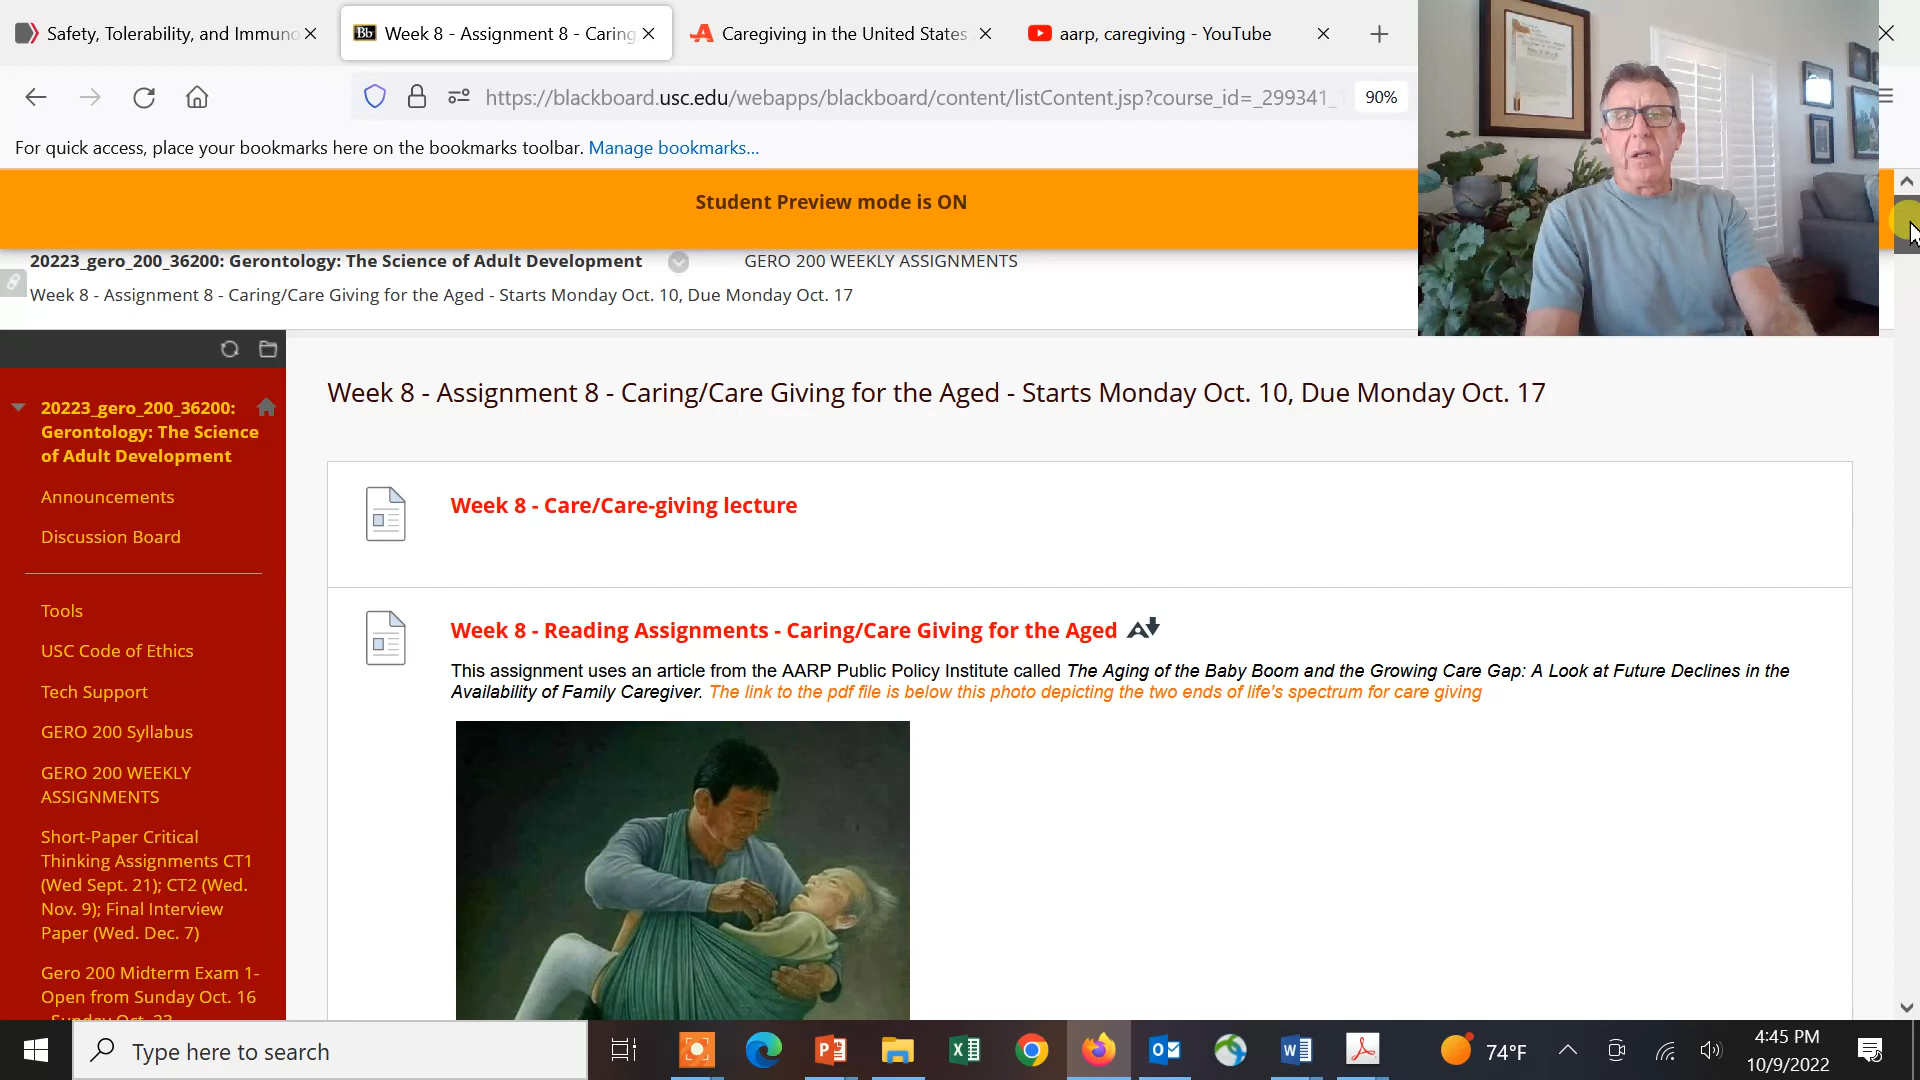 Safety, Tolerability, and Immuno
Bb Week 8 - Assignment 8 - Caring
Caregiving in the United States
aarp, caregiving - YouTube
https://blackboard.usc.edu/webapps/blackboard/content/listContent.jsp?course_id=_299341_
90%
For quick access, place your bookmarks here on the bookmarks toolbar. Manage bookmarks...
Student Preview mode is ON
20223_gero_200_36200: Gerontology: The Science of Adult Development
GERO 200 WEEKLY ASSIGNMENTS
Week 8 - Assignment 8 - Caring/Care Giving for the Aged - Starts Monday Oct. 10, Due Monday Oct. 17
20223_gero_200_36200:
Gerontology: The Science
of Adult Development
Announcements
Discussion Board
Tools
USC Code of Ethics
Tech Support
GERO 200 Syllabus
GERO 200 WEEKLY
ASSIGNMENTS
Short-Paper Critical
Thinking Assignments CT1
(Wed Sept. 21); CT2 (Wed.
Nov. 9); Final Interview
Paper (Wed. Dec. 7)
Gero 200 Midterm Exam 1-
Open from Sunday Oct. 16
- Sunday Oct. 23
Week 8 - Assignment 8 - Caring/Care Giving for the Aged - Starts Monday Oct. 10, Due Monday Oct. 17
Week 8 - Care/Care-giving lecture
Week 8 - Reading Assignments - Caring/Care Giving for the Aged
This assignment uses an article from the AARP Public Policy Institute called The Aging of the Baby Boom and the Growing Care Gap: A Look at Future Declines in the
Availability of Family Caregiver. The link to the pdf file is below this photo depicting the two ends of life's spectrum for care giving
Type here to search
74°F
4:45 PM
10/9/2022